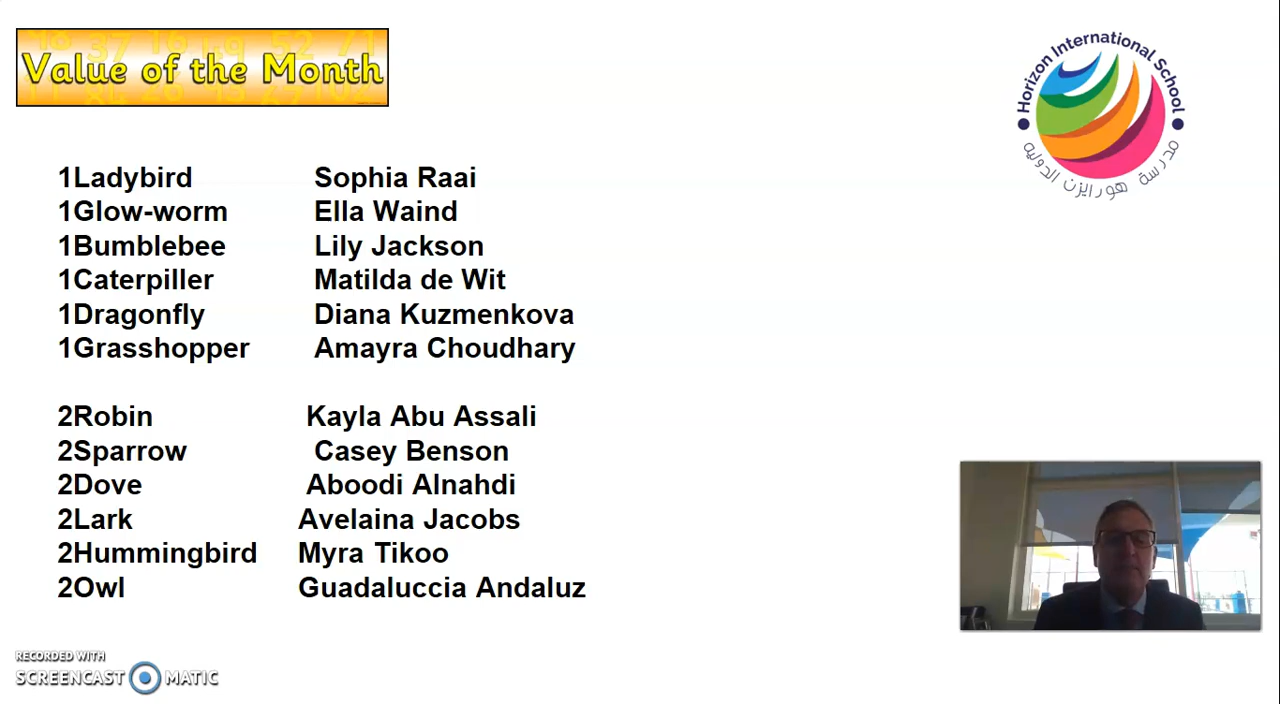 Value of the Month
Horizon International School
مدرسة هورايزن الدولية
1Ladybird Sophia Raai
1Glow-worm Ella Waind
1Bumblebee Lily Jackson
1Caterpiller Matilda de Wit
1Dragonfly Diana Kuzmenkova
1Grasshopper Amayra Choudhary
2Robin Kayla Abu Assali
2Sparrow Casey Benson
2Dove Aboodi Alnahdi
2Lark Avelaina Jacobs
2Hummingbird Myra Tikoo
2Owl Guadaluccia Andaluz
RECORDED WITH
SCREENCAST MATIC